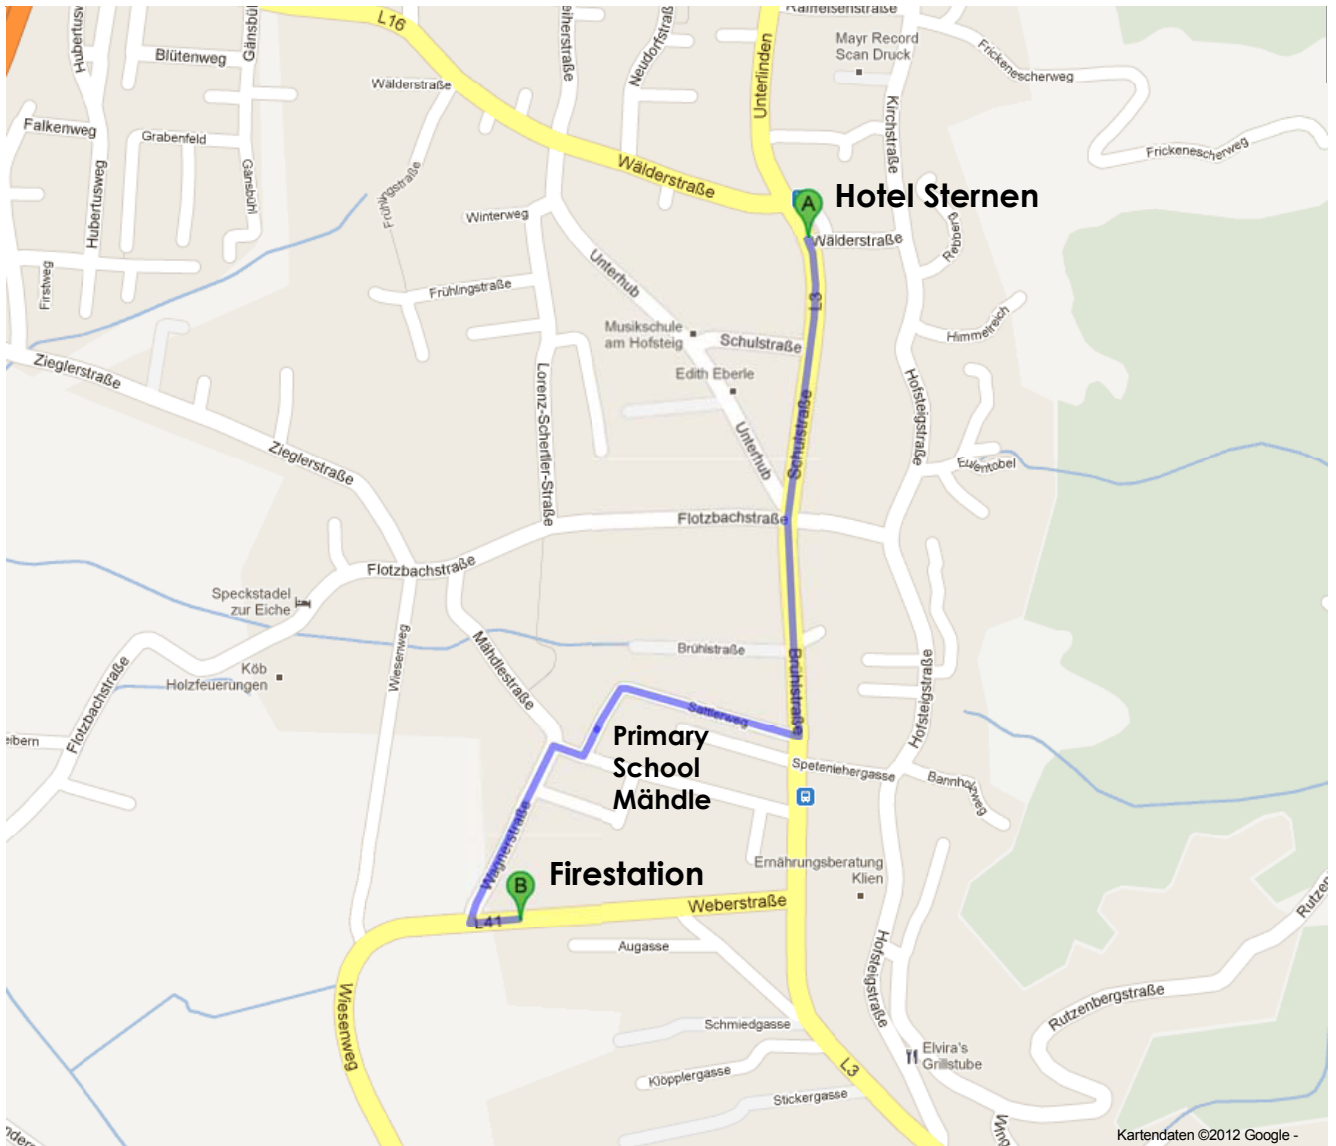 L16
Hubertusweg
Gänsbühl
Blütenweg
Neudorfstraße
Raiffeisenstraße
Unterlinden
Mayr Record
Scan Druck
Frickenescherweg
Wälderstraße
Kirchstraße
Falkenweg
Grabenfeld
Frickenescherweg
Wälderstraße
Gänsbühl
Frühlingstraße
A
Hotel Sternen
Hubertusweg
Winterweg
Wälderstraße
Rebberg
Firstweg
Unterhub
Frühlingstraße
L3
Himmelreich
Musikschule
am Hofsteig
Schulstraße
Zieglerstraße
Edith Eberle
Lorenz-Schertler-Straße
Hofsteigstraße
Schulstraße
Unterhub
Zieglerstraße
Eulentobel
Flotzbachstraße
Flotzbachstraße
Speckstadel
zur Eiche
Mähdlestraße
Wiesenweg
Brühlstraße
Brühlstraße
Köb
Holzfeuerungen
Hofsteigstraße
Flotzbachstraße
Sattlerweg
Primary
School
Mähdle
Spetenlehergasse
Bannholzweg
Wagnerstraße
Ernährungsberatung
Klien
B
Firestation
Weberstraße
L41
Augasse
Hofsteigstraße
Wiesenweg
Rutzenbergstraße
Schmiedgasse
Elvira's
Grillstube
L3
Klöpplergasse
Stickergasse
Kartendaten ©2012 Google -